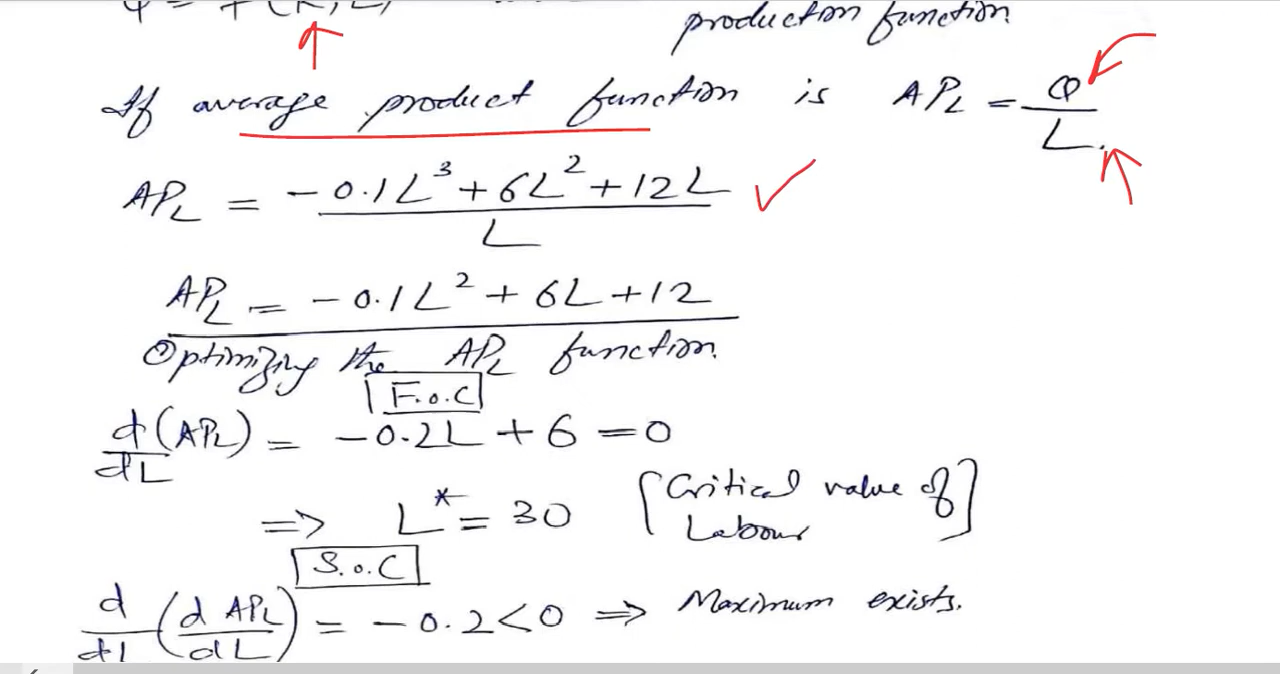 production function
If average product function is APL = Q/L.
APL = -0.1L³ + 6L² + 12L / L
APL = -0.1L² + 6L + 12
Optimizing the APL function.
F.o.C
d/dL (APL) = -0.2L + 6 = 0
=> L* = 30 [Critical value of Labour]
S.o.C
d/dL (d APL/dL) = -0.2 < 0 => Maximum exists.